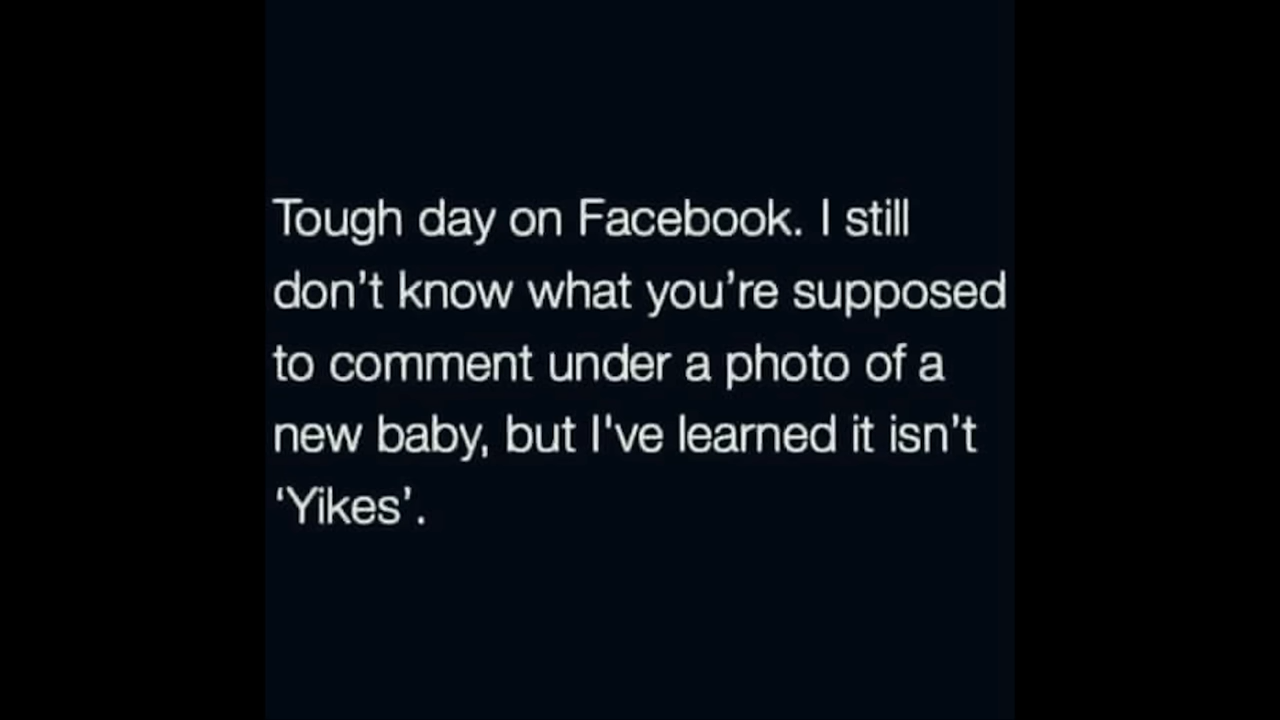 Tough day on Facebook. I still
don’t know what you’re supposed
to comment under a photo of a
new baby, but I've learned it isn’t
‘Yikes’.